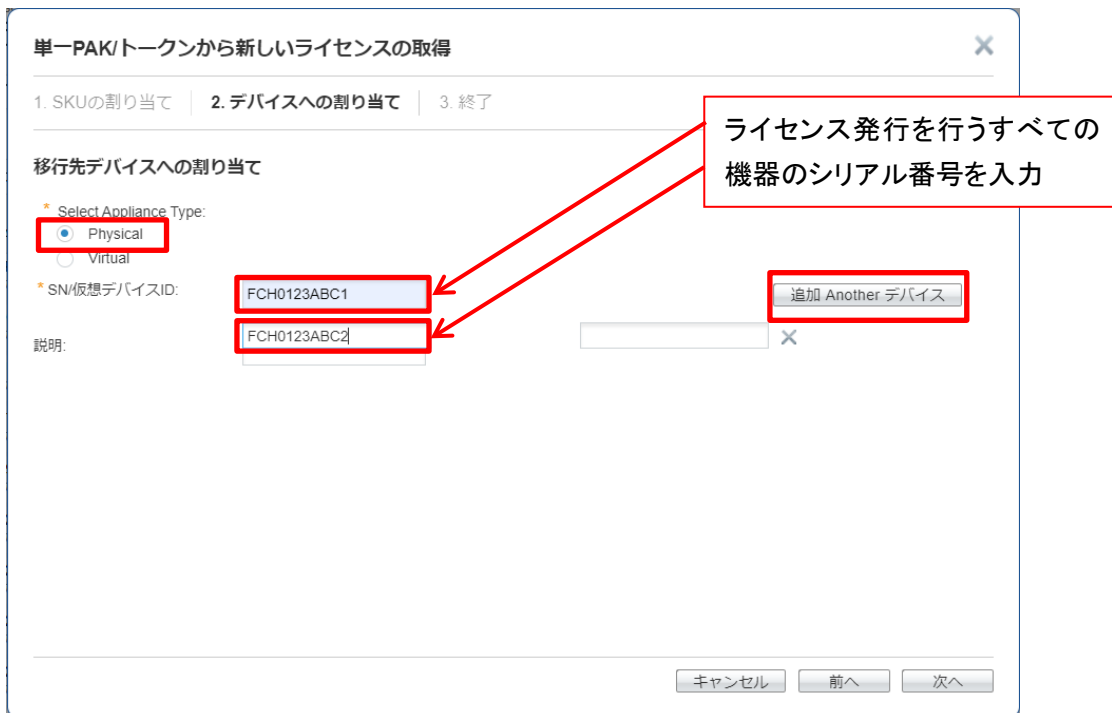 単一PAK/トークンから新しいライセンスの取得
1. SKUの割り当て 2. デバイスへの割り当て 3. 終了
ライセンス発行を行うすべての
機器のシリアル番号を入力
移行先デバイスへの割り当て
* Select Appliance Type:
Physical
Virtual
* SN/仮想デバイスID:
FCH0123ABC1
追加 Another デバイス
FCH0123ABC2
説明:
キャンセル 前へ 次へ